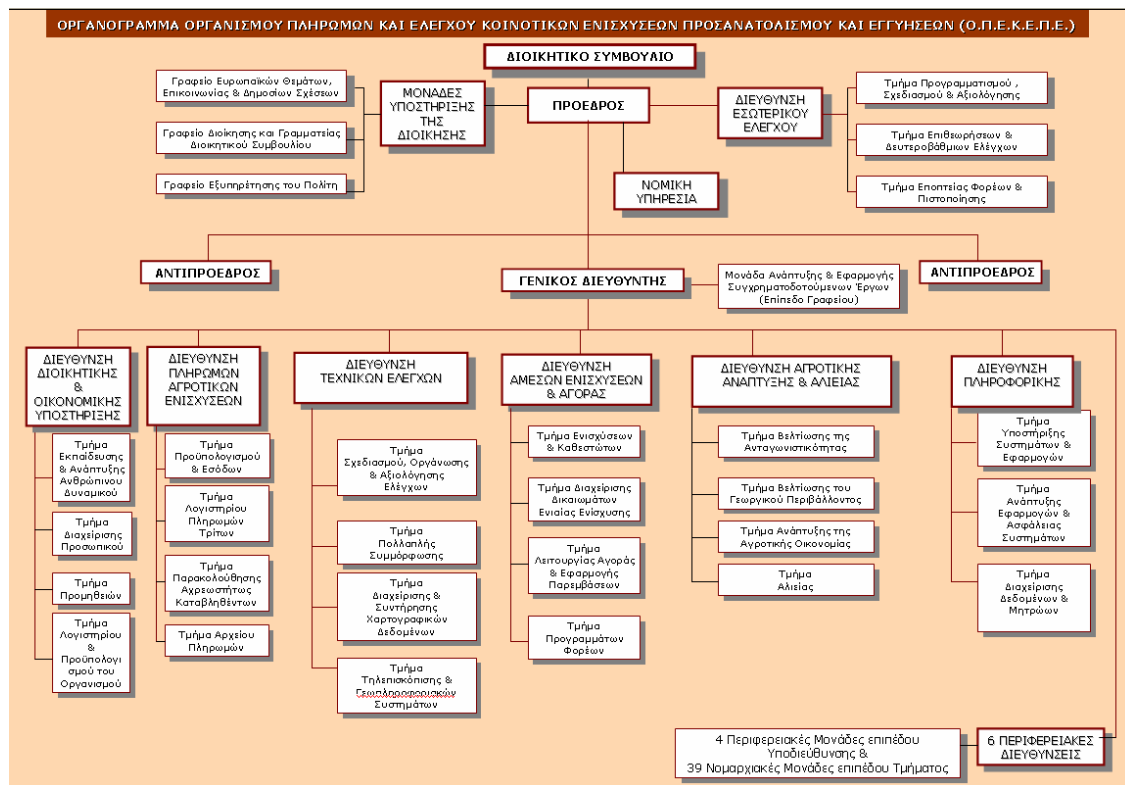 ΟΡΓΑΝΟΓΡΑΜΜΑ ΟΡΓΑΝΙΣΜΟΥ ΠΛΗΡΩΜΩΝ ΚΑΙ ΕΛΕΓΧΟΥ ΚΟΙΝΟΤΙΚΩΝ ΕΝΙΣΧΥΣΕΩΝ ΠΡΟΣΑΝΑΤΟΛΙΣΜΟΥ ΚΑΙ ΕΓΓΥΗΣΕΩΝ (Ο.Π.Ε.Κ.Ε.Π.Ε.)
ΔΙΟΙΚΗΤΙΚΟ ΣΥΜΒΟΥΛΙΟ
Γραφείο Ευρωπαϊκών Θεμάτων,
Επικοινωνίας & Δημοσίων Σχέσεων
Γραφείο Διοίκησης και Γραμματείας
Διοικητικού Συμβουλίου
Γραφείο Εξυπηρέτησης του Πολίτη
ΜΟΝΑΔΕΣ
ΥΠΟΣΤΗΡΙΞΗΣ
ΤΗΣ
ΔΙΟΙΚΗΣΗΣ
ΠΡΟΕΔΡΟΣ
ΔΙΕΥΘΥΝΣΗ
ΕΣΩΤΕΡΙΚΟΥ
ΕΛΕΓΧΟΥ
Τμήμα Προγραμματισμού ,
Σχεδιασμού & Αξιολόγησης
Τμήμα Επιθεωρήσεων &
Δευτεροβάθμιων Ελέγχων
Τμήμα Εποπτείας Φορέων &
Πιστοποίησης
ΝΟΜΙΚΗ
ΥΠΗΡΕΣΙΑ
ΑΝΤΙΠΡΟΕΔΡΟΣ
ΓΕΝΙΚΟΣ ΔΙΕΥΘΥΝΤΗΣ
Μονάδα Ανάπτυξης & Εφαρμογής
Συγχρηματοδοτούμενων Έργων
(Επίπεδο Γραφείου)
ΑΝΤΙΠΡΟΕΔΡΟΣ
ΔΙΕΥΘΥΝΣΗ
ΔΙΟΙΚΗΤΙΚΗΣ
&
ΟΙΚΟΝΟΜΙΚΗΣ
ΥΠΟΣΤΗΡΙΞΗΣ
Τμήμα
Εκπαίδευσης
& Ανάπτυξης
Ανθρώπινου
Δυναμικού
Τμήμα
Διαχείρισης
Προσωπικού
Τμήμα
Προμηθειών
Τμήμα
Λογιστηρίου
&
Προϋπολογι
σμού του
Οργανισμού
ΔΙΕΥΘΥΝΣΗ
ΠΛΗΡΩΜΩΝ
ΑΓΡΟΤΙΚΩΝ
ΕΝΙΣΧΥΣΕΩΝ
Τμήμα
Προϋπολογισμού
& Εσόδων
Τμήμα
Λογιστηρίου
Πληρωμών
Τρίτων
Τμήμα
Παρακολούθησης
Αχρεωστήτως
Καταβληθέντων
Τμήμα Αρχείου
Πληρωμών
ΔΙΕΥΘΥΝΣΗ
ΤΕΧΝΙΚΩΝ ΕΛΕΓΧΩΝ
Τμήμα
Σχεδιασμού, Οργάνωσης
& Αξιολόγησης
Ελέγχων
Τμήμα
Πολλαπλής
Συμμόρφωσης
Τμήμα
Διαχείρισης &
Συντήρησης
Χαρτογραφικών
Δεδομένων
Τμήμα
Τηλεπισκόπισης &
Γεωπληροφορισκών
Συστημάτων
ΔΙΕΥΘΥΝΣΗ
ΑΜΕΣΩΝ ΕΝΙΣΧΥΣΕΩΝ
& ΑΓΟΡΑΣ
Τμήμα Ενισχύσεων
& Καθεστώτων
Τμήμα Διαχείρισης
Δικαιωμάτων
Ενιαίας Ενίσχυσης
Τμήμα
Λειτουργίας Αγοράς
& Εφαρμογής
Παρεμβάσεων
Τμήμα
Προγραμμάτων
Φορέων
ΔΙΕΥΘΥΝΣΗ ΑΓΡΟΤΙΚΗΣ
ΑΝΑΠΤΥΞΗΣ & ΑΛΙΕΙΑΣ
Τμήμα Βελτίωσης της
Ανταγωνιστικότητας
Τμήμα Βελτίωσης του
Γεωργικού Περιβάλλοντος
Τμήμα Ανάπτυξης της
Αγροτικής Οικονομίας
Τμήμα
Αλιείας
ΔΙΕΥΘΥΝΣΗ
ΠΛΗΡΟΦΟΡΙΚΗΣ
Τμήμα
Υποστήριξης
Συστημάτων &
Εφαρμογών
Τμήμα
Ανάπτυξης
Εφαρμογών &
Ασφάλειας
Συστημάτων
Τμήμα
Διαχείρισης
Δεδομένων &
Μητρώων
4 Περιφερειακές Μονάδες επιπέδου
Υποδιεύθυνσης &
39 Νομαρχιακές Μονάδες επιπέδου Τμήματος
6 ΠΕΡΙΦΕΡΕΙΑΚΕΣ
ΔΙΕΥΘΥΝΣΕΙΣ